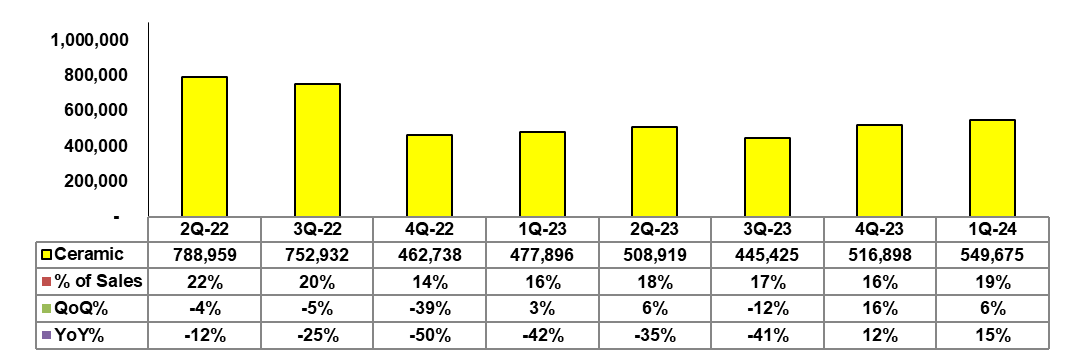 1,000,000
800,000
600,000
400,000
200,000
-
2Q-22 3Q-22 4Q-22 1Q-23 2Q-23 3Q-23 4Q-23 1Q-24
Ceramic 788,959 752,932 462,738 477,896 508,919 445,425 516,898 549,675
% of Sales 22% 20% 14% 16% 18% 17% 16% 19%
QoQ% -4% -5% -39% 3% 6% -12% 16% 6%
YoY% -12% -25% -50% -42% -35% -41% 12% 15%